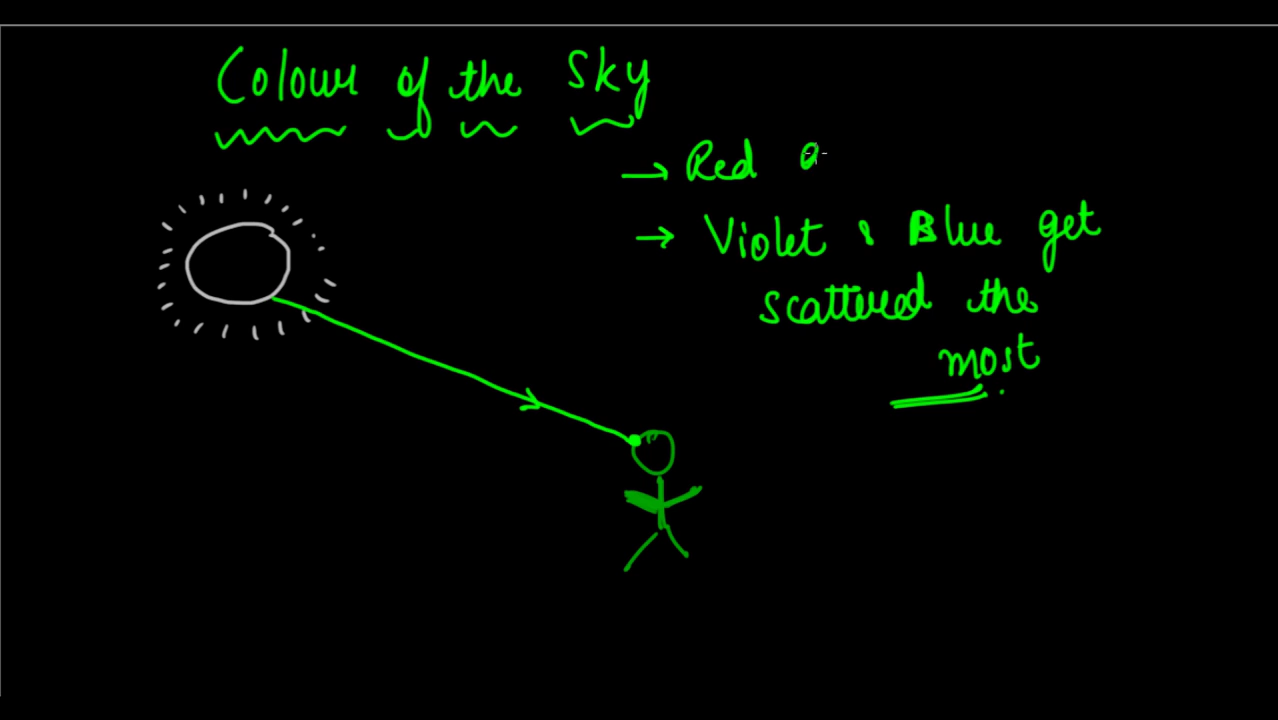 Colour of the Sky
→ Red
→ Violet & Blue get
scattered the
most